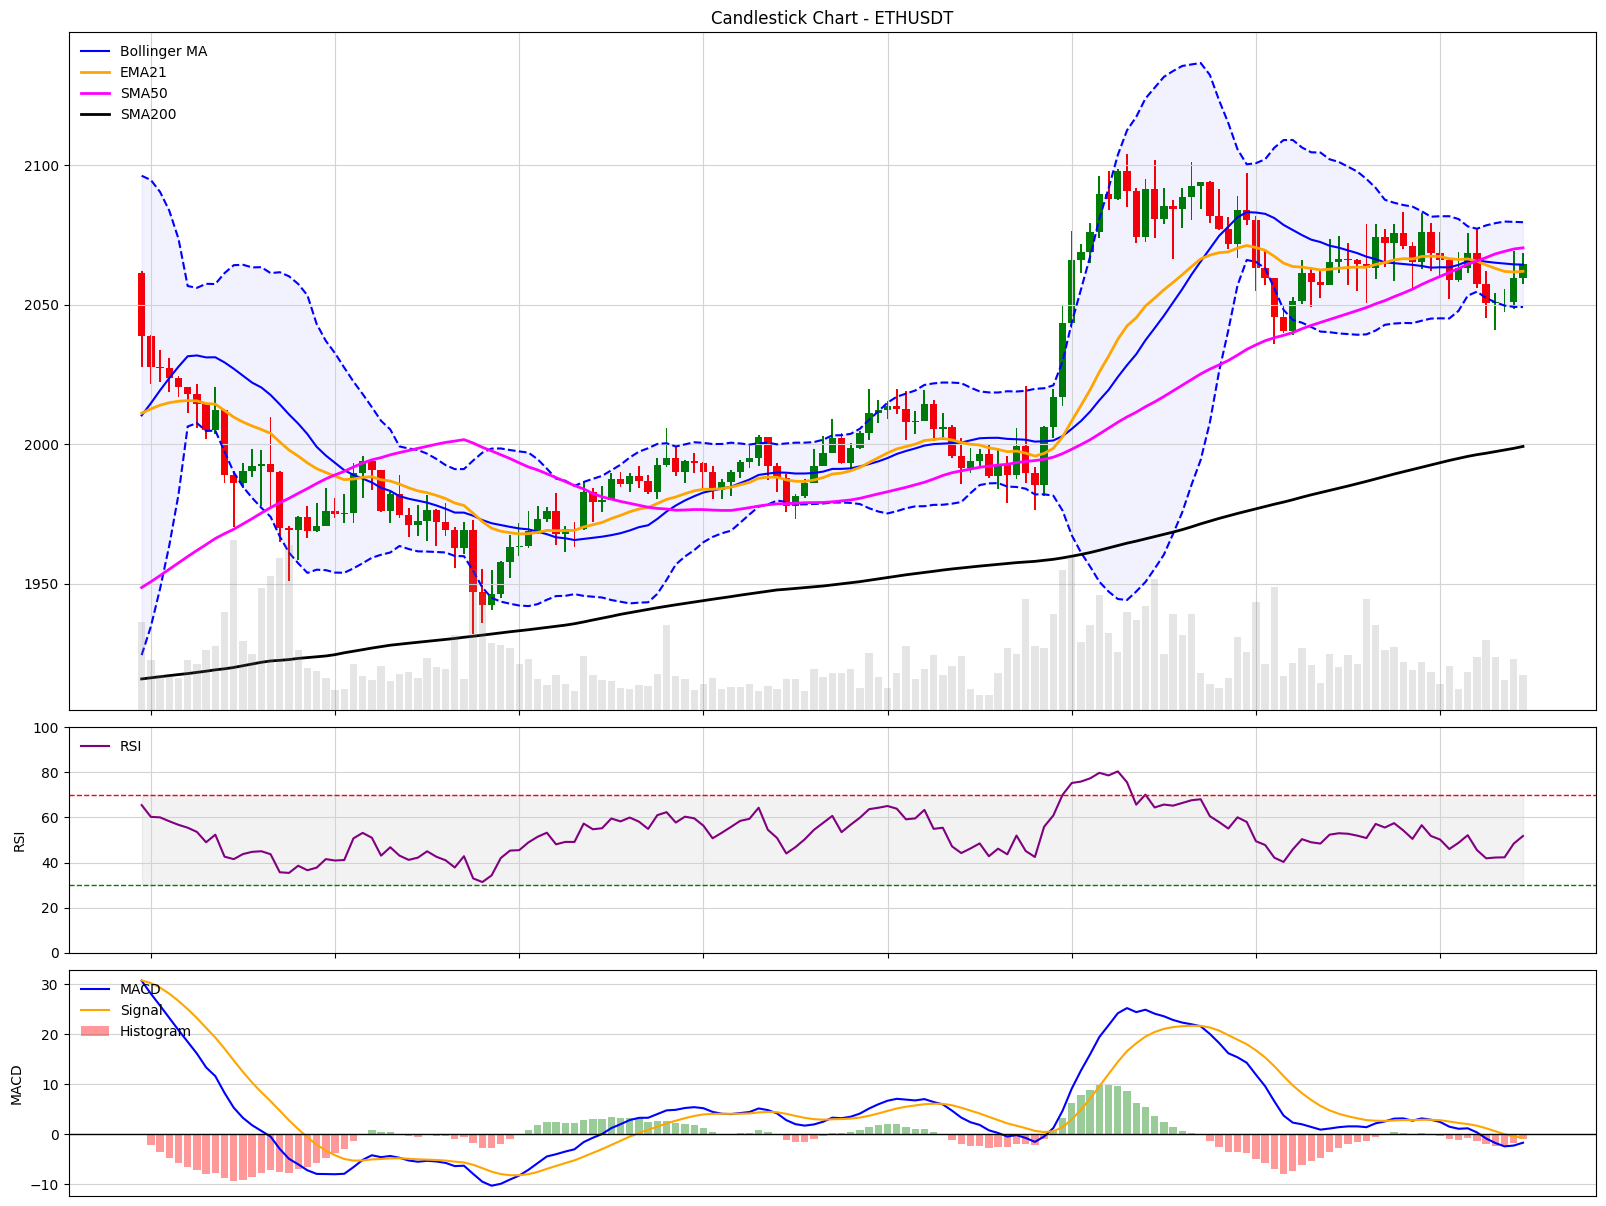 Candlestick Chart - ETHUSDT
Bollinger MA
EMA21
SMA50
SMA200
2100
2050
2000
1950
RSI
100
80
60
40
20
0
RSI
MACD
Signal
Histogram
30
20
10
0
−10
MACD